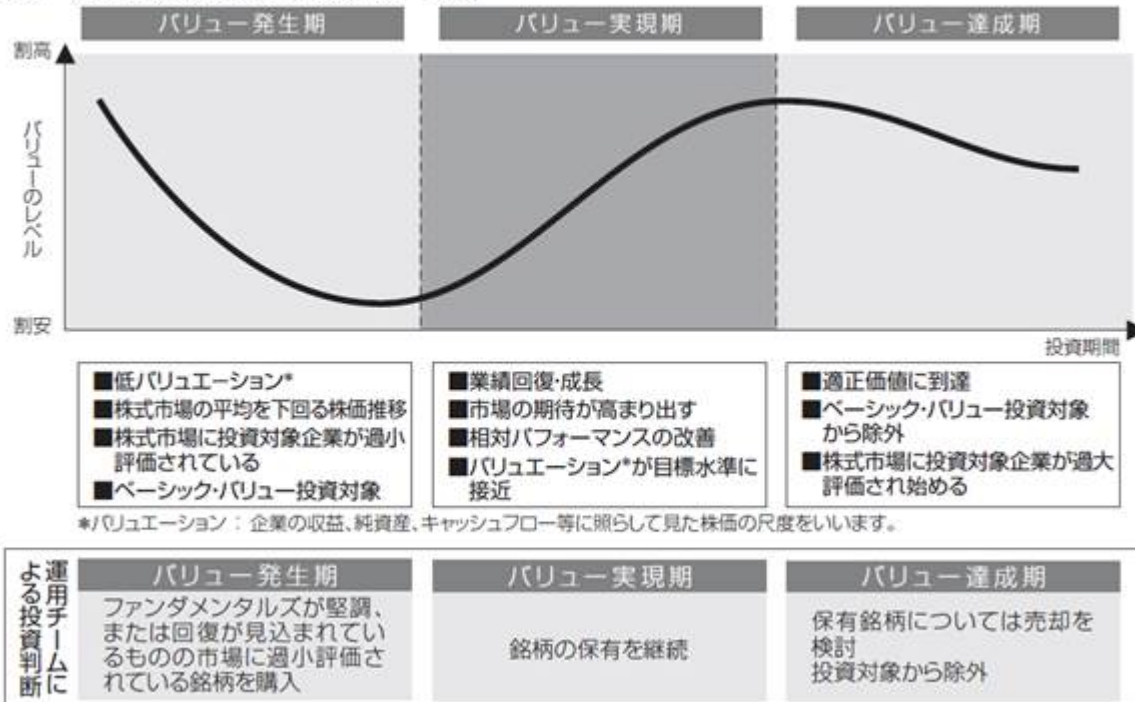 バリュー発生期
バリュー実現期
バリュー達成期
割高
バリューのレベル
割安
投資期間
■低バリュエーション*
■株式市場の平均を下回る株価推移
■株式市場に投資対象企業が過小
評価されている
■ベーシック・バリュー投資対象
■業績回復・成長
■市場の期待が高まり出す
■相対パフォーマンスの改善
■バリュエーション*が目標水準に
接近
■適正価値に到達
■ベーシック・バリュー投資対象
から除外
■株式市場に投資対象企業が過大
評価され始める
*バリュエーション：企業の収益、純資産、キャッシュフロー等に照らして見た株価の尺度をいいます。
運用チームに
よる投資判断
バリュー発生期
ファンダメンタルズが堅調、
または回復が見込まれてい
るものの市場に過小評価さ
れている銘柄を購入
バリュー実現期
銘柄の保有を継続
バリュー達成期
保有銘柄については売却を
検討
投資対象から除外